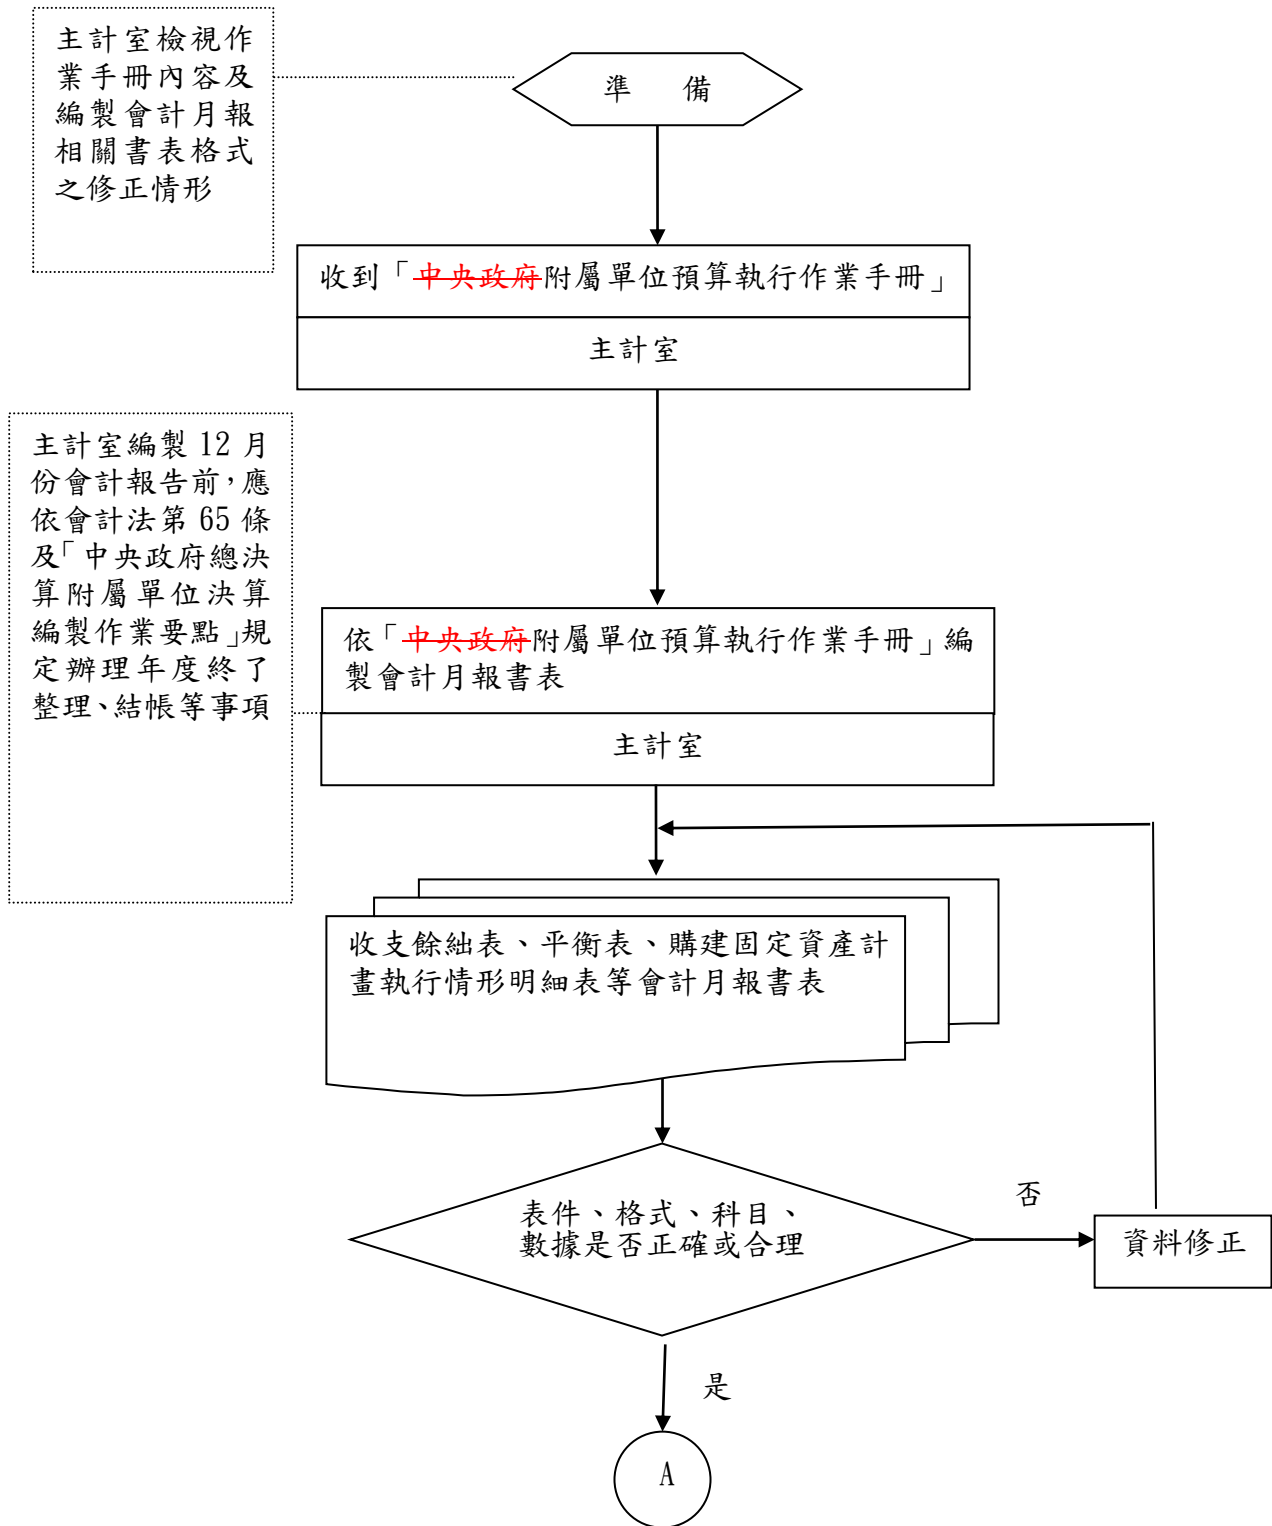 主計室檢視作
業手冊內容及
編製會計月報
相關書表格式
之修正情形
準 備
收到「中央政府附屬單位預算執行作業手冊」
主計室
主計室編製 12 月
份會計報告前，應
依會計法第 65 條
及「中央政府總決
算附屬單位決算
編製作業要點」規
定辦理年度終了
整理、結帳等事項
依「中央政府附屬單位預算執行作業手冊」編
製會計月報書表
主計室
收支餘絀表、平衡表、購建固定資產計
畫執行情形明細表等會計月報書表
表件、格式、科目、
數據是否正確或合理
否
資料修正
是
A